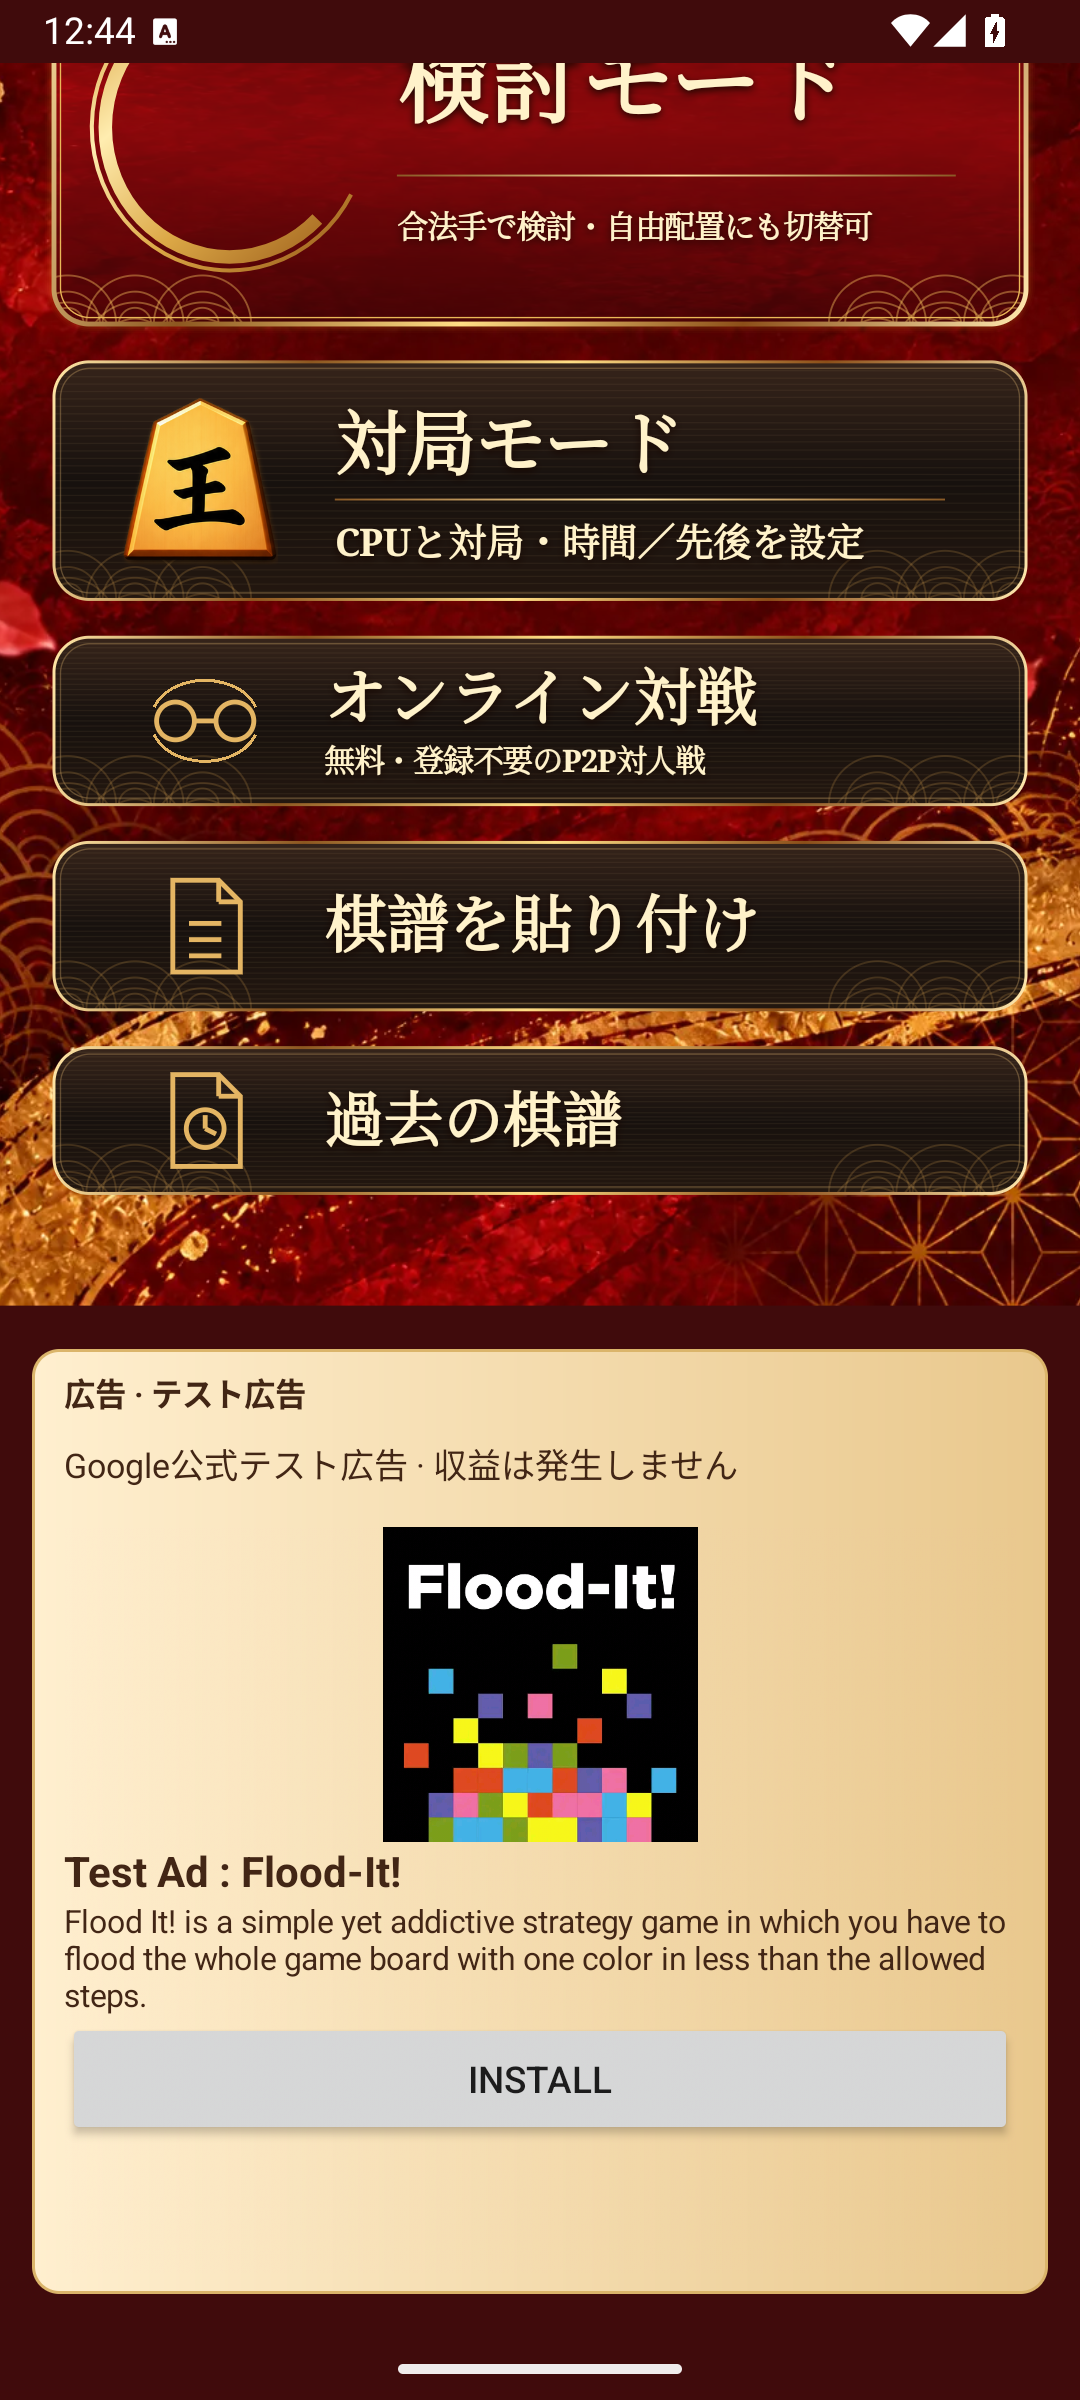 12:44
検討モード
合法手で検討・自由配置にも切替可
王
対局モード
CPUと対局・時間／先後を設定
オンライン対戦
無料・登録不要のP2P対人戦
棋譜を貼り付け
過去の棋譜
広告 · テスト広告
Google公式テスト広告 · 収益は発生しません
Flood-It!
Test Ad : Flood-It!
Flood It! is a simple yet addictive strategy game in which you have to
flood the whole game board with one color in less than the allowed
steps.
INSTALL